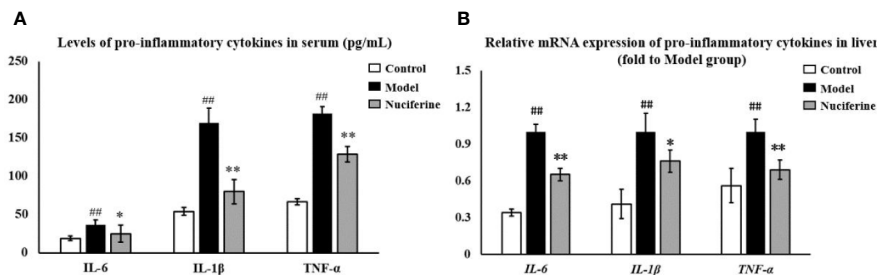 A
Levels of pro-inflammatory cytokines in serum (pg/mL)
250
200
150
100
50
0
Control
Model
Nuciferine
##
*
##
**
##
**
IL-6
IL-1β
TNF-α
B
Relative mRNA expression of pro-inflammatory cytokines in liver
(fold to Model group)
1.5
1.2
0.9
0.6
0.3
0
Control
Model
Nuciferine
##
**
##
*
##
**
IL-6
IL-1β
TNF-α